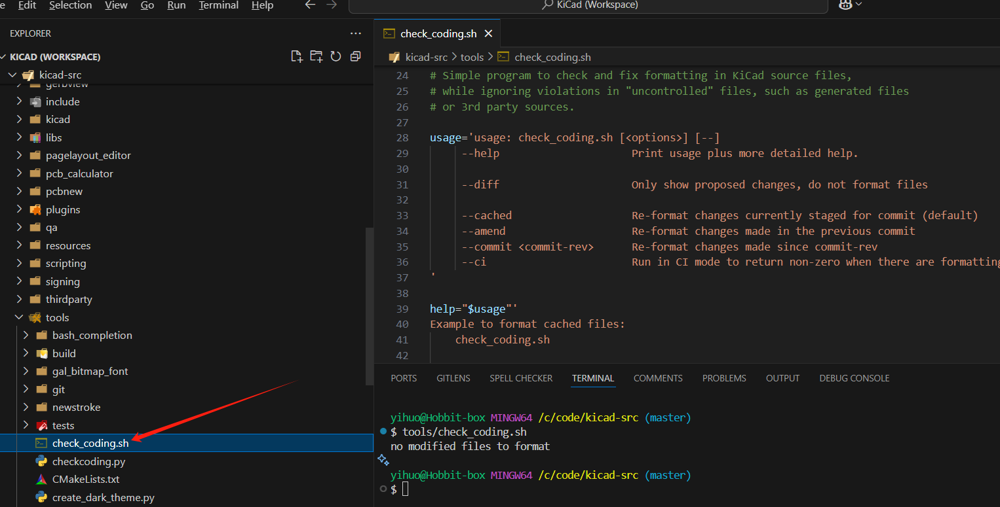 e Edit Selection View Go Run Terminal Help
KiCad (Workspace)
EXPLORER
KICAD (WORKSPACE)
kicad-src
gerbview
include
kicad
libs
pagelayout_editor
pcb_calculator
pcbnew
plugins
qa
resources
scripting
signing
thirdparty
tools
bash_completion
build
gal_bitmap_font
git
newstroke
tests
check_coding.sh
checkcoding.py
CMakeLists.txt
create_dark_theme.py
check_coding.sh
kicad-src > tools > check_coding.sh
24 # Simple program to check and fix formatting in KiCad source files,
25 # while ignoring violations in "uncontrolled" files, such as generated files
26 # or 3rd party sources.
27
28 usage='usage: check_coding.sh [<options>] [--]
29 --help Print usage plus more detailed help.
30
31 --diff Only show proposed changes, do not format files
32
33 --cached Re-format changes currently staged for commit (default)
34 --amend Re-format changes made in the previous commit
35 --commit <commit-rev> Re-format changes made since commit-rev
36 --ci Run in CI mode to return non-zero when there are formatting
37 '
38
39 help="$usage"'
40 Example to format cached files:
41 check_coding.sh
42
PORTS GITLENS SPELL CHECKER TERMINAL COMMENTS PROBLEMS OUTPUT DEBUG CONSOLE
yihuo@Hobbit-box MINGW64 /c/code/kicad-src (master)
$ tools/check_coding.sh
no modified files to format
yihuo@Hobbit-box MINGW64 /c/code/kicad-src (master)
$